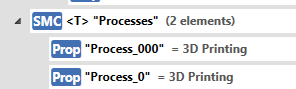 SMC <T> "Processes" (2 elements)
Prop "Process_000" = 3D Printing
Prop "Process_0" = 3D Printing